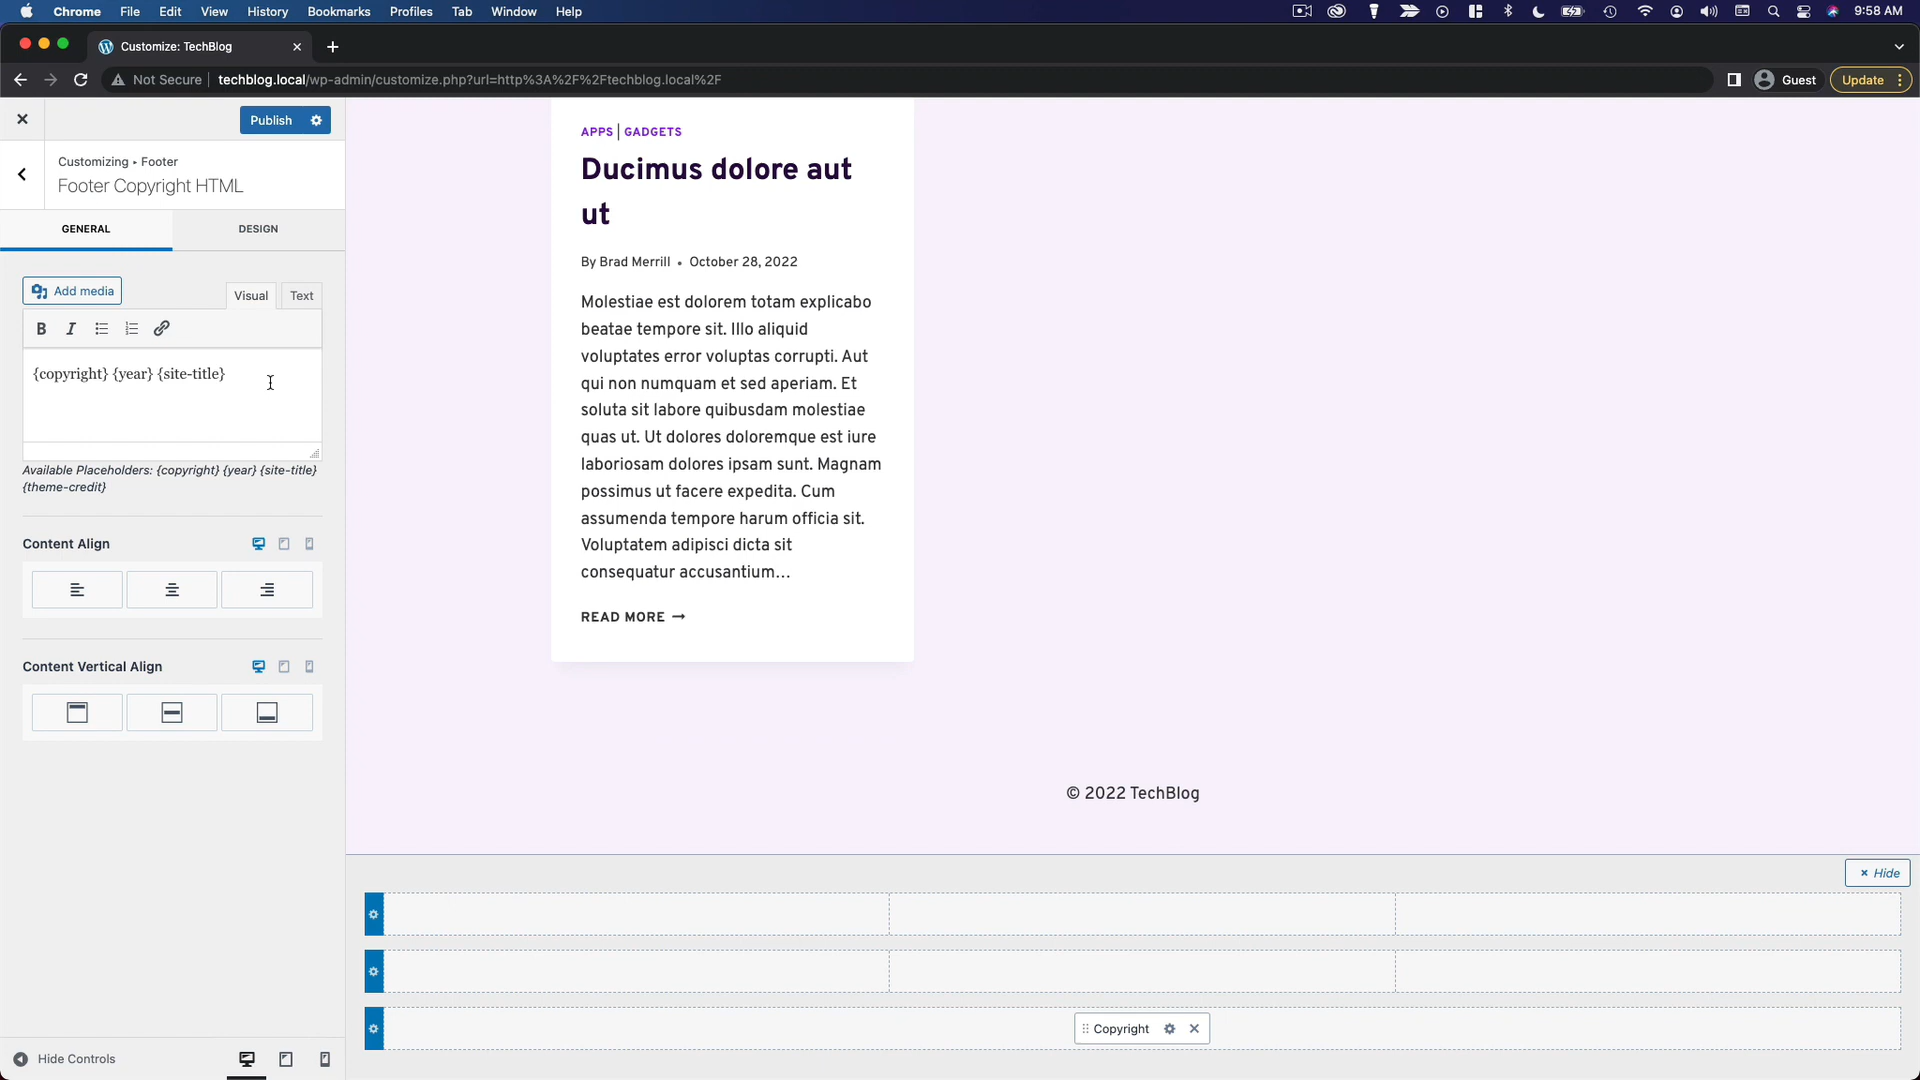 Chrome File Edit View History Bookmarks Profiles Tab Window Help 9:58 AM
Customize: TechBlog
Not Secure techblog.local/wp-admin/customize.php?url=http%3A%2F%2Ftechblog.local%2F Guest Update
Publish
Customizing ▸ Footer
Footer Copyright HTML
GENERAL DESIGN
Add media Visual Text
{copyright} {year} {site-title}
Available Placeholders: {copyright} {year} {site-title}
{theme-credit}
Content Align
Content Vertical Align
Hide Controls
APPS | GADGETS
Ducimus dolore aut
ut
By Brad Merrill • October 28, 2022
Molestiae est dolorem totam explicabo
beatae tempore sit. Illo aliquid
voluptates error voluptas corrupti. Aut
qui non numquam et sed aperiam. Et
soluta sit labore quibusdam molestiae
quas ut. Ut dolores doloremque est iure
laboriosam dolores ipsam sunt. Magnam
possimus ut facere expedita. Cum
assumenda tempore harum officia sit.
Voluptatem adipisci dicta sit
consequatur accusantium…
READ MORE →
© 2022 TechBlog
Hide
Copyright